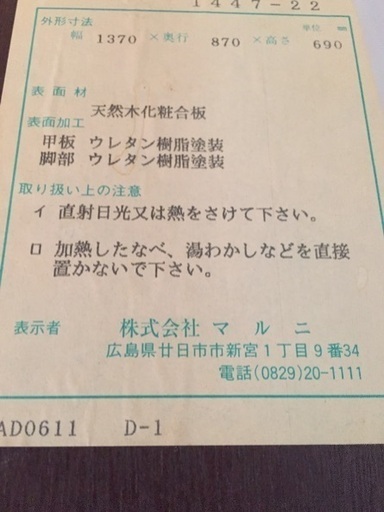 1447-22
外形寸法
単位 mm
幅 1370 ×奥行 870 ×高さ 690
表面材
天然木化粧合板
表面加工
甲板 ウレタン樹脂塗装
脚部 ウレタン樹脂塗装
取り扱い上の注意
イ 直射日光又は熱をさけて下さい。
ロ 加熱したなべ、湯わかしなどを直接
置かないで下さい。
表示者 株式会社 マルニ
広島県廿日市市新宮1丁目9番34
電話(0829)20-1111
AD0611 D-1